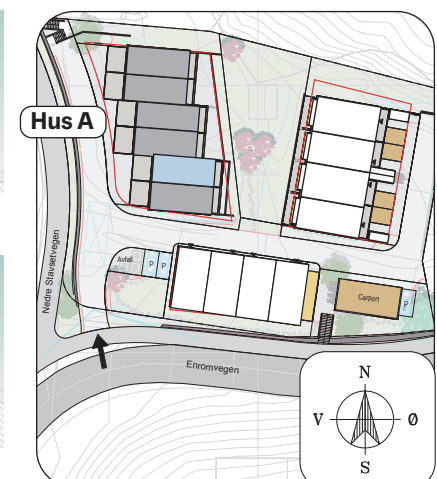 Hus A
Nedre Stavsetvegen
Avfall
P
P
Carport
P
Enromvegen
N
V
Ø
S